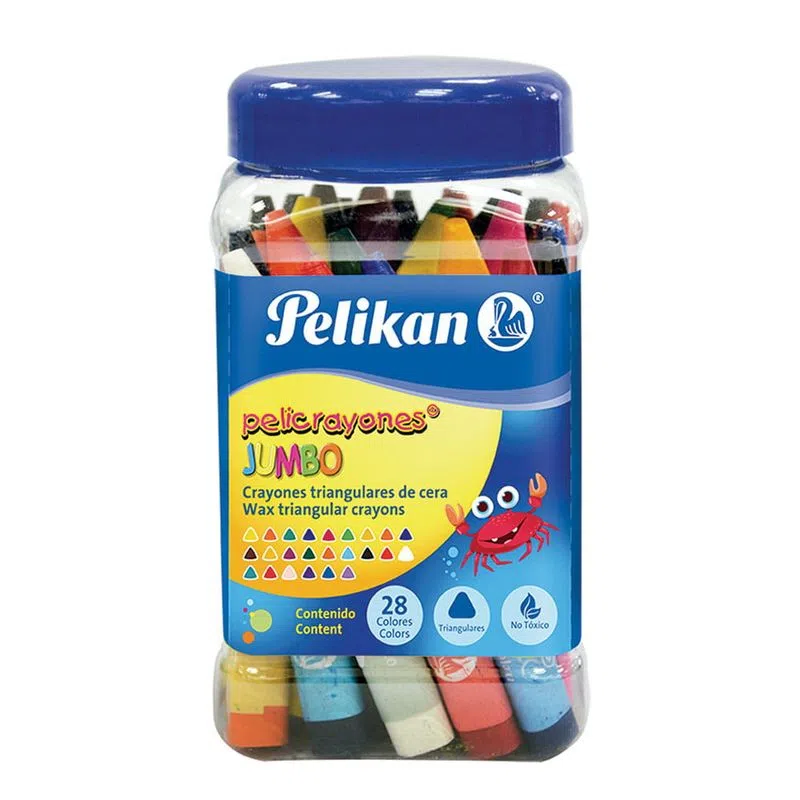 Pelikan ®
pelicrayones®
JUMBO
Crayones triangulares de cera
Wax triangular crayons
Contenido
Content
28
Colores
Colors
Triangulares
No Tóxico